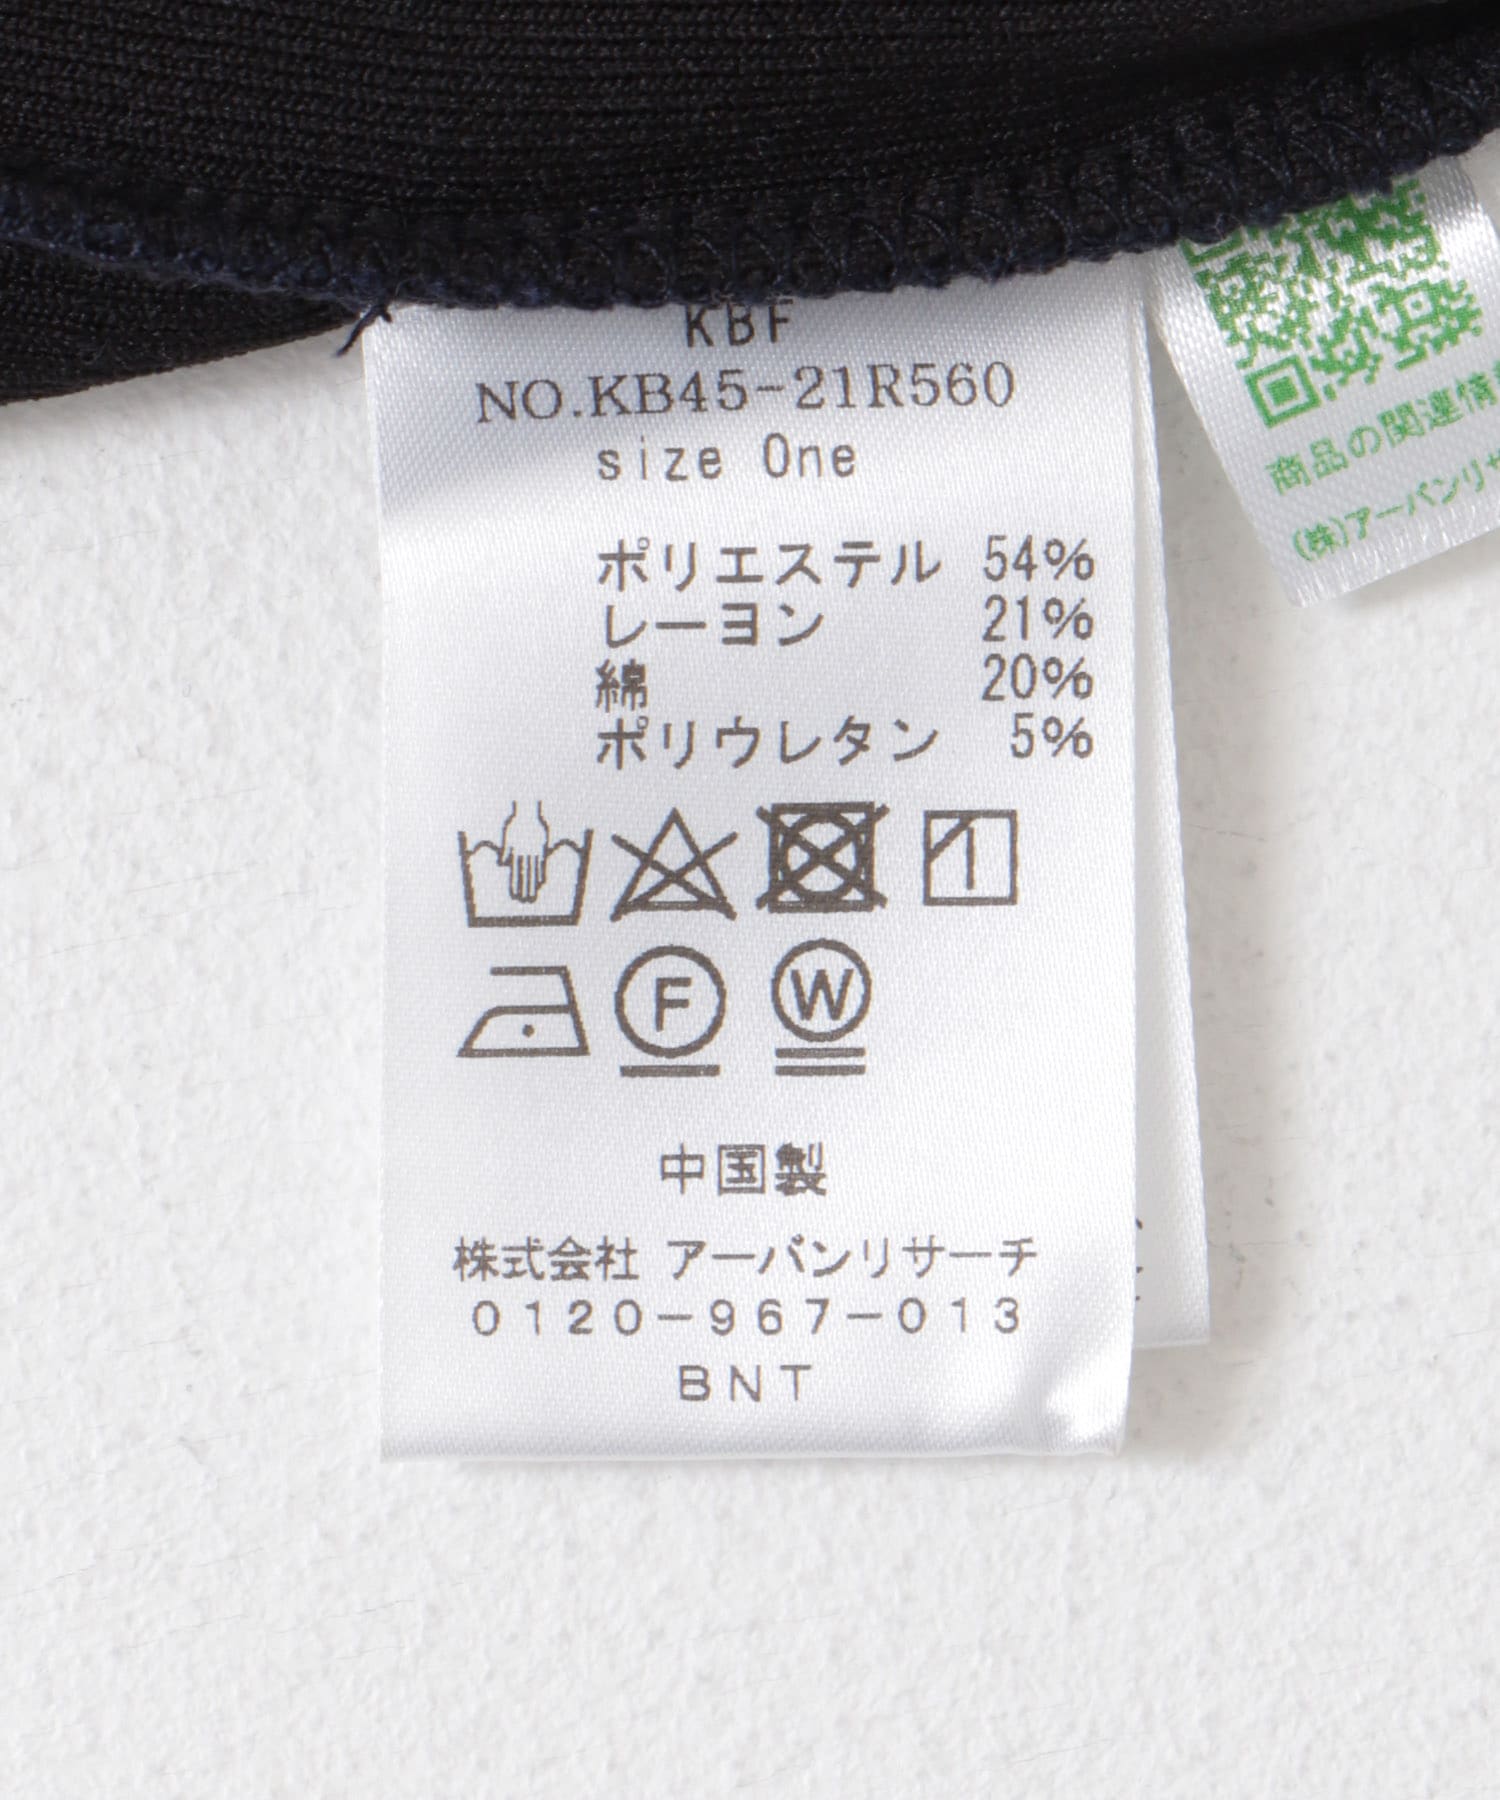 KBF
NO.KB45-21R560
size One
ポリエステル 54%
レーヨン 21%
綿 20%
ポリウレタン 5%
F W
中国製
株式会社 アーバンリサーチ
0120-967-013
BNT
商品の関連情
(株)アーバンリサ